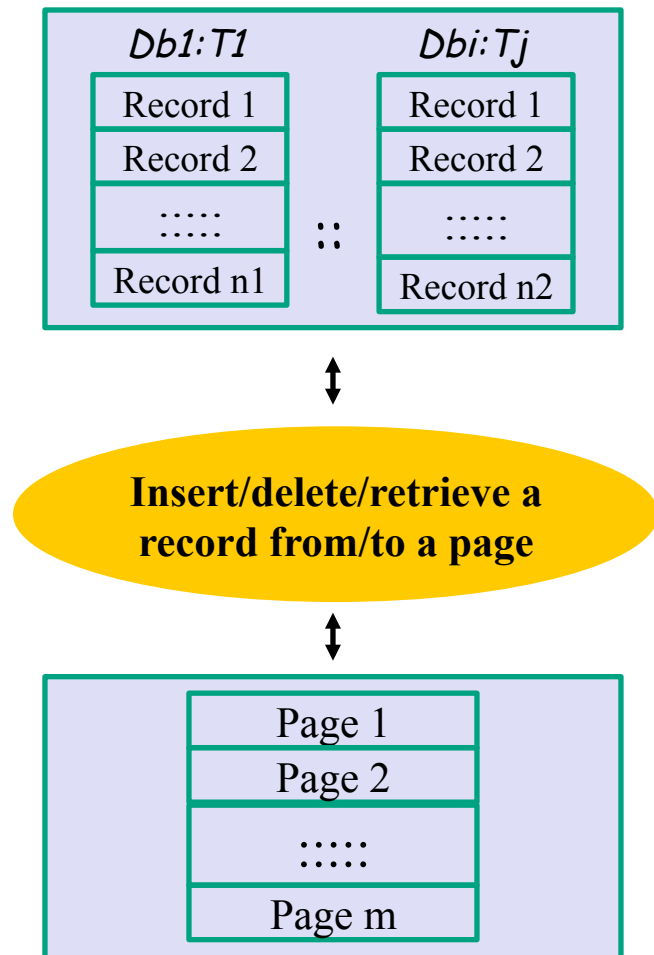 Db1:T1
Record 1
Record 2
:::::
Record n1
::
Dbi:Tj
Record 1
Record 2
:::::
Record n2
Insert/delete/retrieve a
record from/to a page
Page 1
Page 2
:::::
Page m